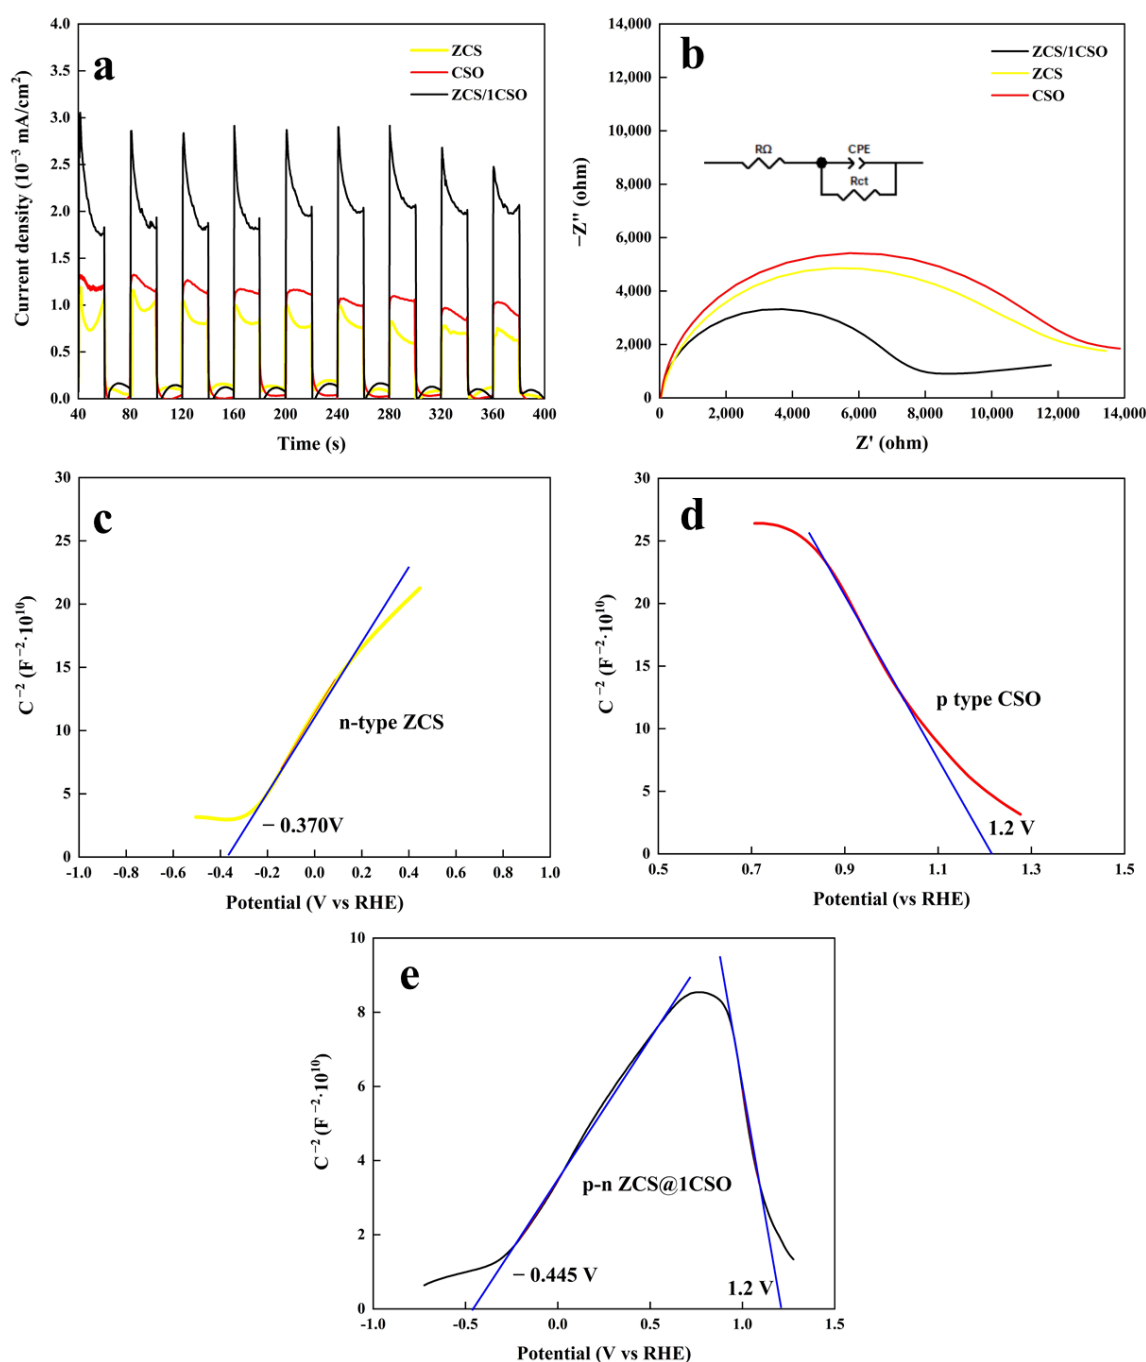 a
ZCS
CSO
ZCS/1CSO
4.0
3.5
3.0
2.5
2.0
1.5
1.0
0.5
0.0
Current density (10⁻³ mA/cm²)
40 80 120 160 200 240 280 320 360 400
Time (s)
b
ZCS/1CSO
ZCS
CSO
RΩ
CPE
Rct
14,000
12,000
10,000
8,000
6,000
4,000
2,000
0
−Z" (ohm)
0 2,000 4,000 6,000 8,000 10,000 12,000 14,000
Z' (ohm)
c
30
25
20
15
10
5
0
C⁻² (F⁻²·10¹⁰)
n-type ZCS
− 0.370V
-1.0 -0.8 -0.6 -0.4 -0.2 0.0 0.2 0.4 0.6 0.8 1.0
Potential (V vs RHE)
d
30
25
20
15
10
5
0
C⁻² (F⁻²·10¹⁰)
p type CSO
1.2 V
0.5 0.7 0.9 1.1 1.3 1.5
Potential (vs RHE)
e
10
8
6
4
2
0
C⁻² (F⁻²·10¹⁰)
p-n ZCS@1CSO
− 0.445 V
1.2 V
-1.0 -0.5 0.0 0.5 1.0 1.5
Potential (V vs RHE)